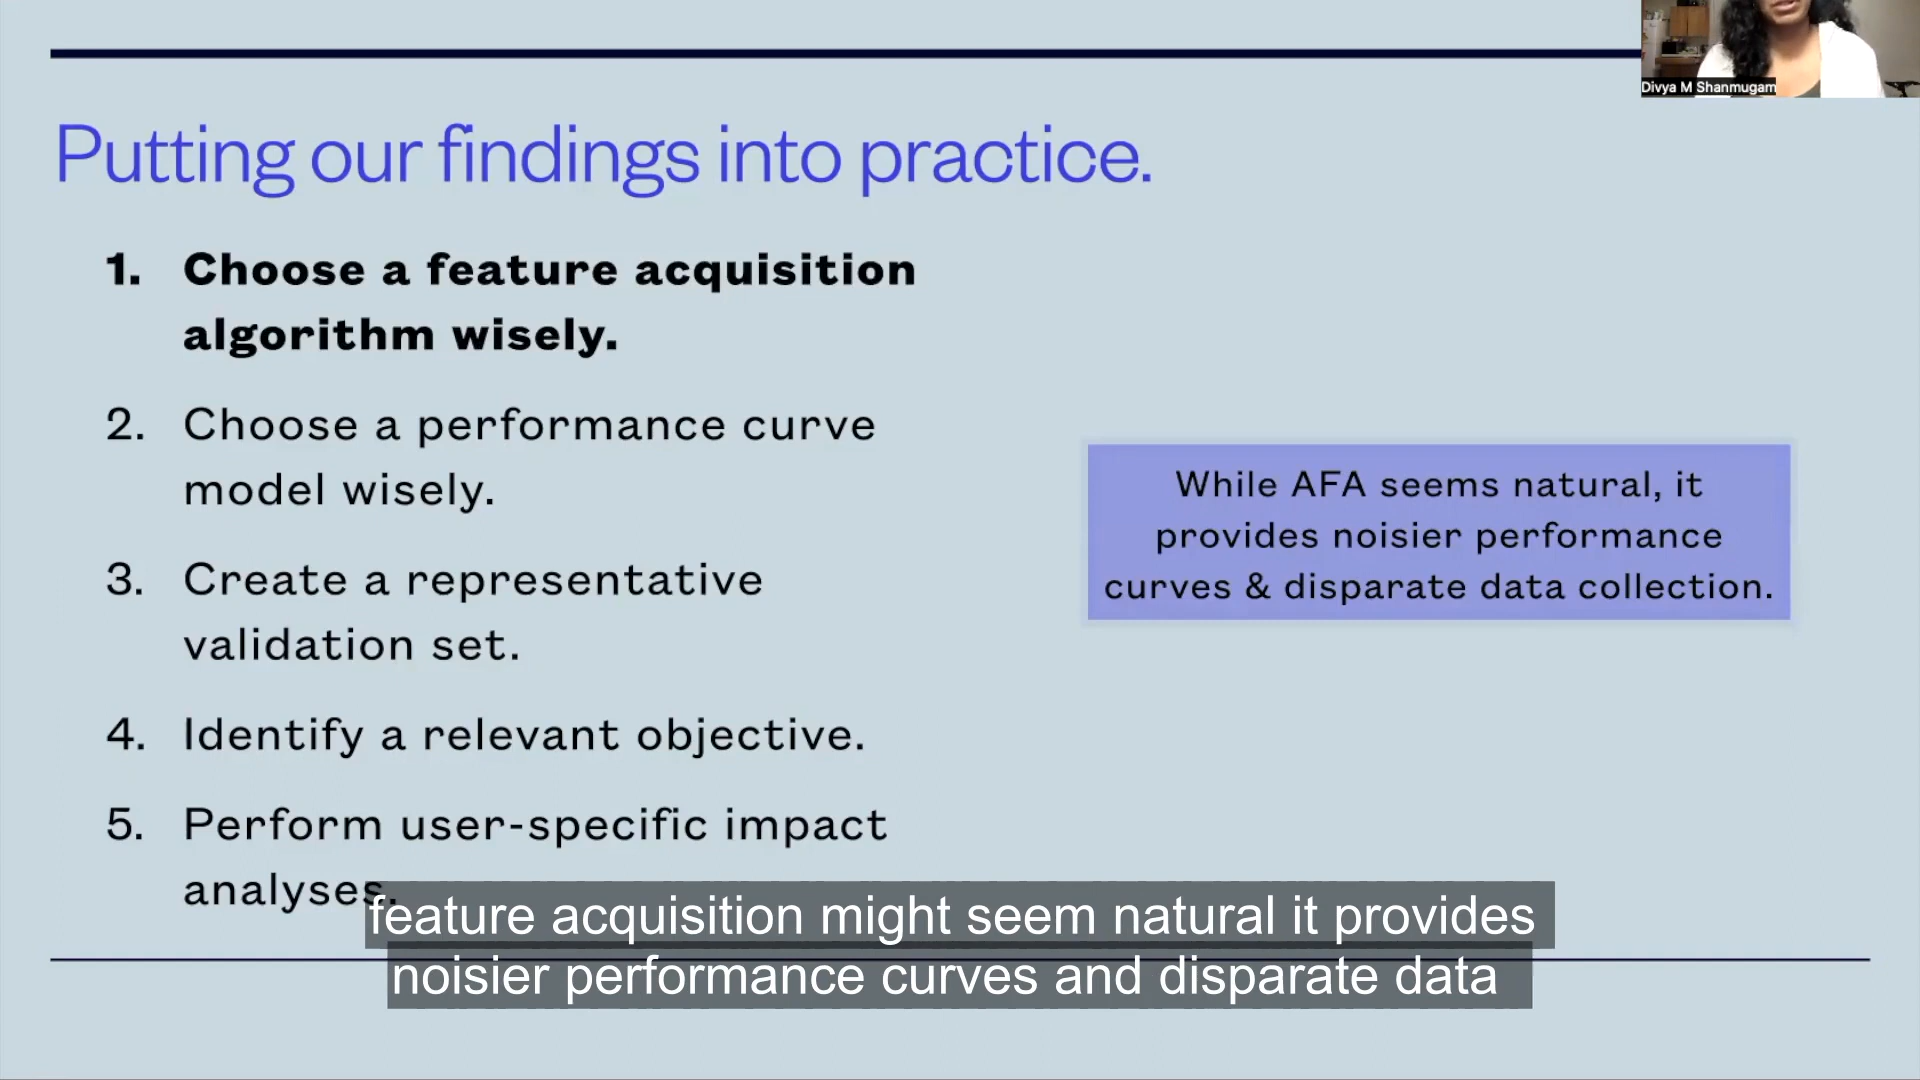 Divya M Shanmugam
Putting our findings into practice.
1. Choose a feature acquisition
algorithm wisely.
2. Choose a performance curve
model wisely.
3. Create a representative
validation set.
4. Identify a relevant objective.
5. Perform user-specific impact
analyses.
While AFA seems natural, it
provides noisier performance
curves & disparate data collection.
feature acquisition might seem natural it provides
noisier performance curves and disparate data